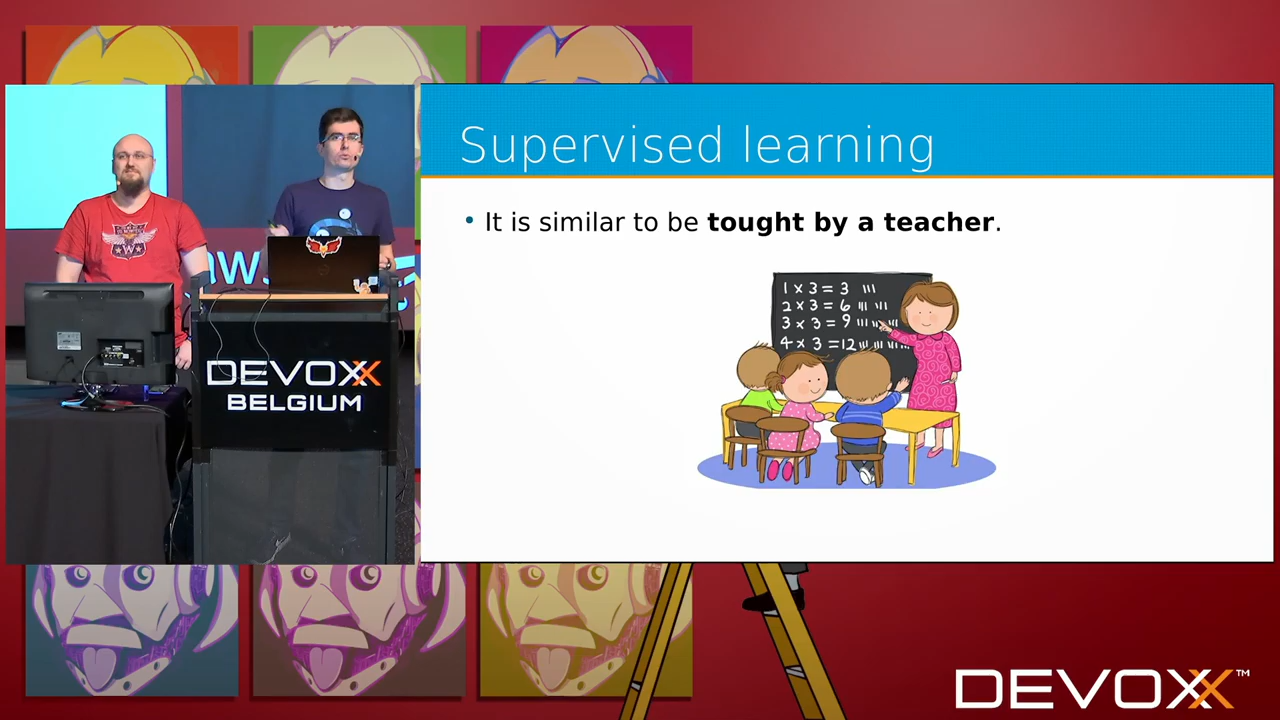 Supervised learning
• It is similar to be tought by a teacher.
1 x 3 = 3
2 x 3 = 6
3 x 3 = 9
4 x 3 = 12
W
aws
DEVOXX
BELGIUM
DEVOXX™